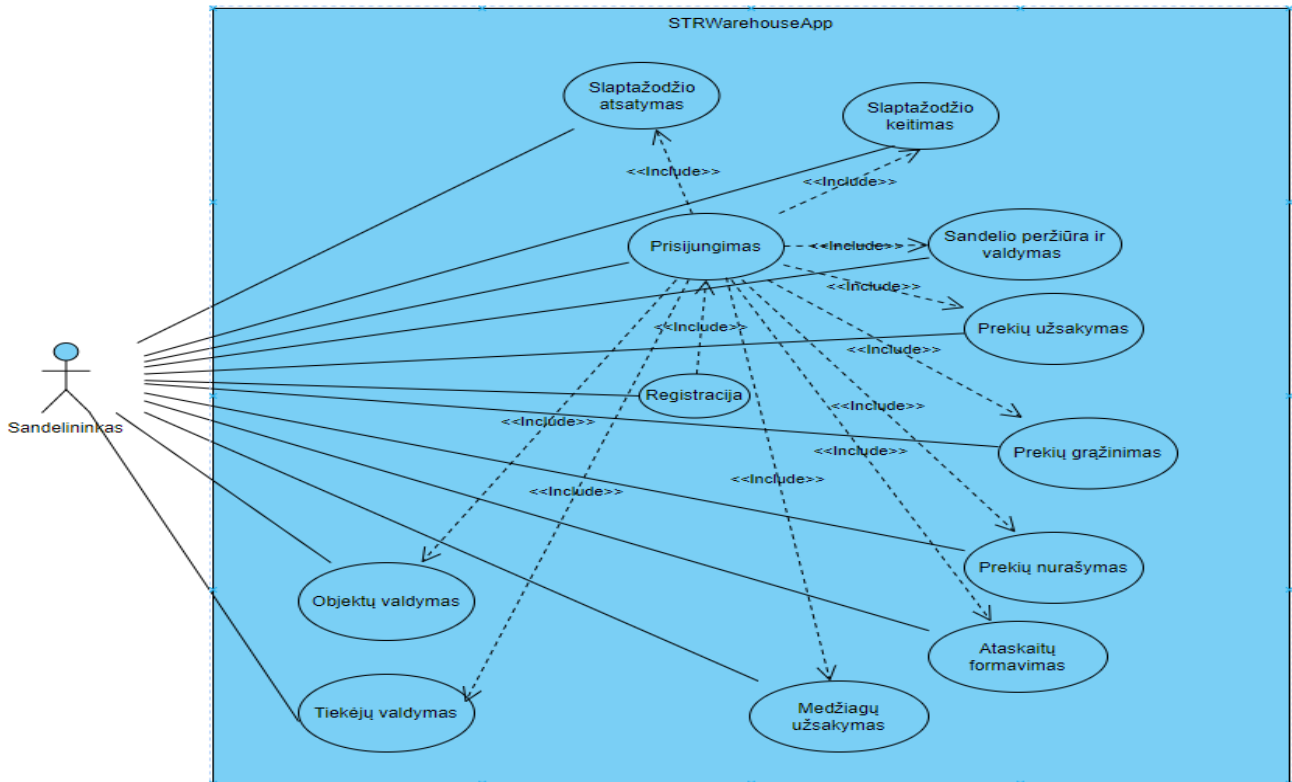 STRWarehouseApp
Slaptažodžio
atsatymas
Slaptažodžio
keitimas
<<Include>>
<<Include>>
Prisijungimas
<<Include>>
Sandelio peržiūra ir
valdymas
<<Include>>
Prekių užsakymas
<<Include>>
<<Include>>
Registracija
<<Include>>
<<Include>>
Sandelininkas
<<Include>>
Prekių grąžinimas
<<Include>>
<<Include>>
Prekių nurašymas
Objektų valdymas
Ataskaitų
formavimas
Tiekėjų valdymas
Medžiagų
užsakymas